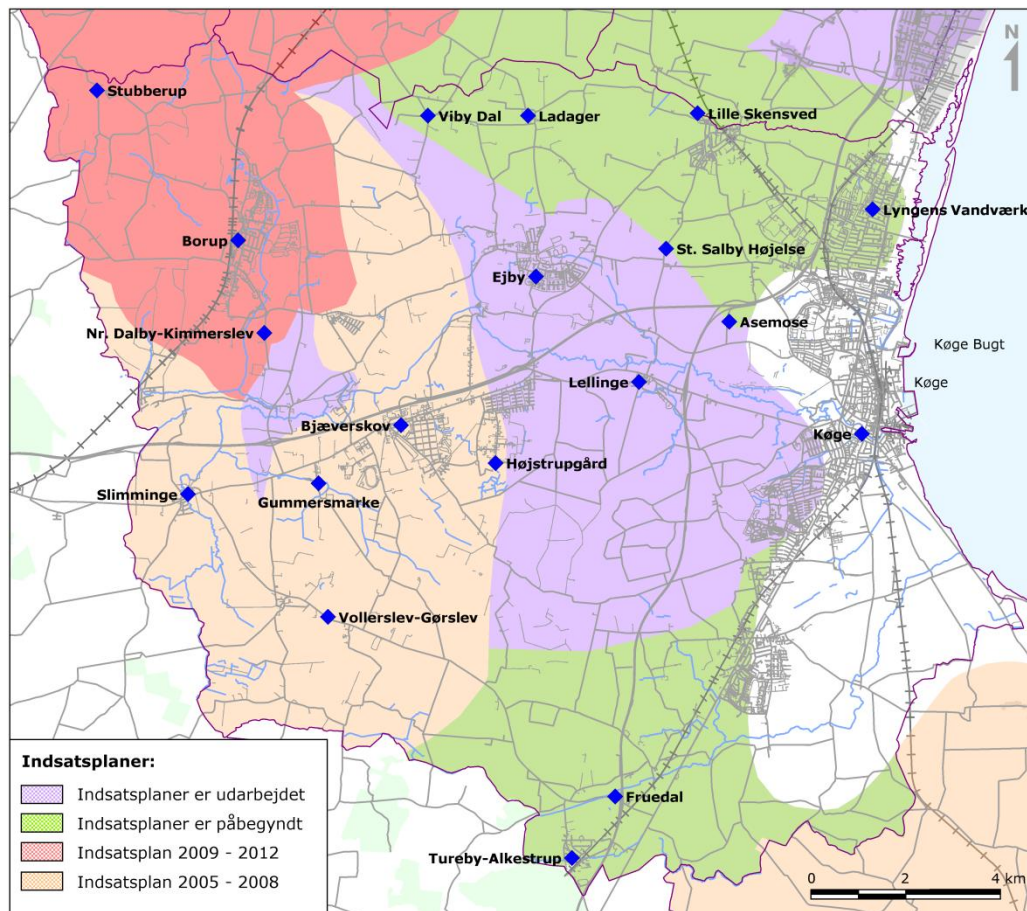 N
Stubberup
Viby Dal
Ladager
Lille Skensved
Lyngens Vandværk
Borup
St. Salby Højelse
Ejby
Asemose
Nr. Dalby-Kimmerslev
Køge Bugt
Lellinge
Køge
Bjæverskov
Køge
Højstrupgård
Slimminge
Gummersmarke
Vollerslev-Gørslev
Indsatsplaner:
Indsatsplaner er udarbejdet
Indsatsplaner er påbegyndt
Indsatsplan 2009 - 2012
Indsatsplan 2005 - 2008
Fruedal
Tureby-Alkestrup
0 2 4 km